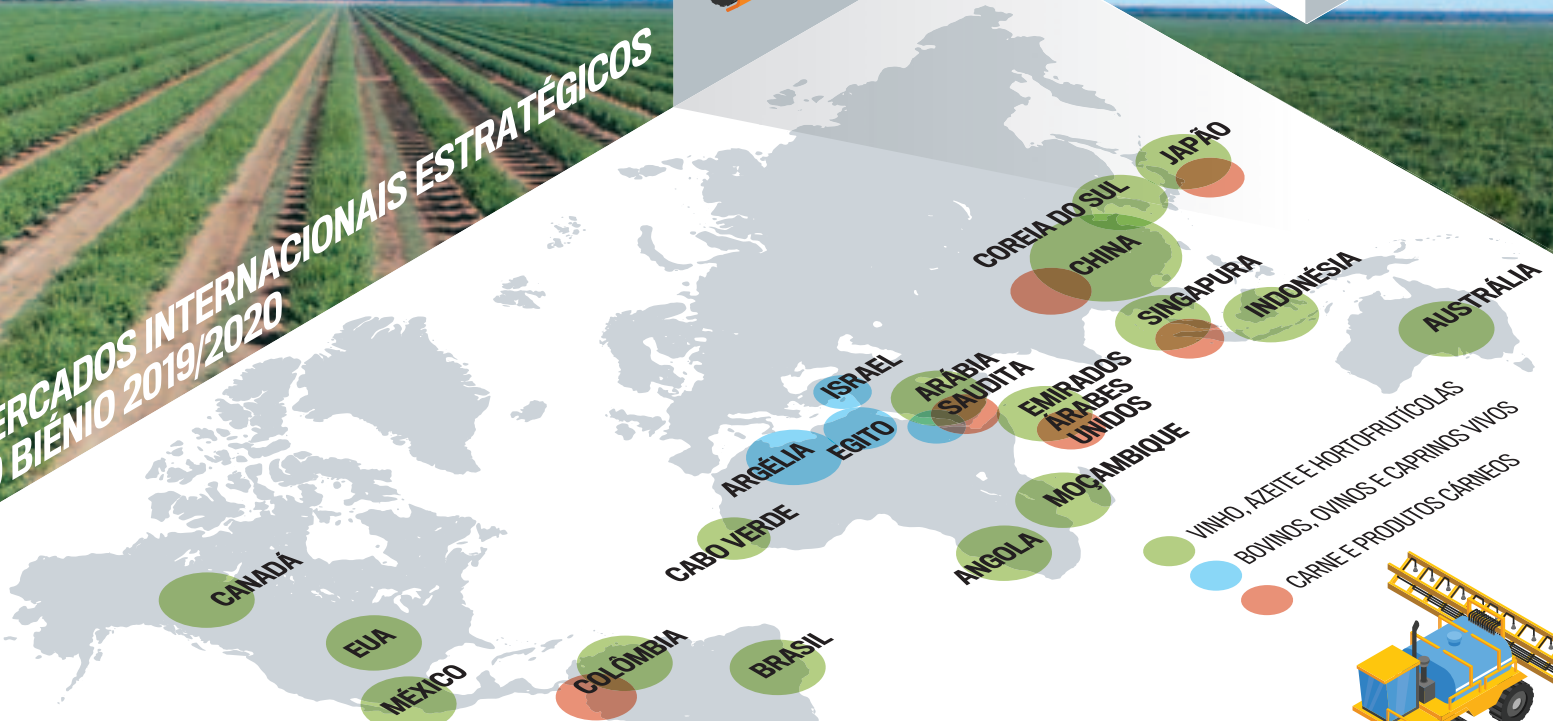 ERCADOS INTERNACIONAIS ESTRATÉGICOS
BIÉNIO 2019/2020
JAPÃO
COREIA DO SUL
CHINA
SINGAPURA
INDONÉSIA
AUSTRÁLIA
ISRAEL
ARÁBIA
SAUDITA
EMIRADOS
ÁRABES
UNIDOS
EGITO
ARGÉLIA
MOÇAMBIQUE
CABO VERDE
ANGOLA
CANADÁ
EUA
MÉXICO
COLÔMBIA
BRASIL
VINHO, AZEITE E HORTOFRUTÍCOLAS
BOVINOS, OVINOS E CAPRINOS VIVOS
CARNE E PRODUTOS CÁRNEOS